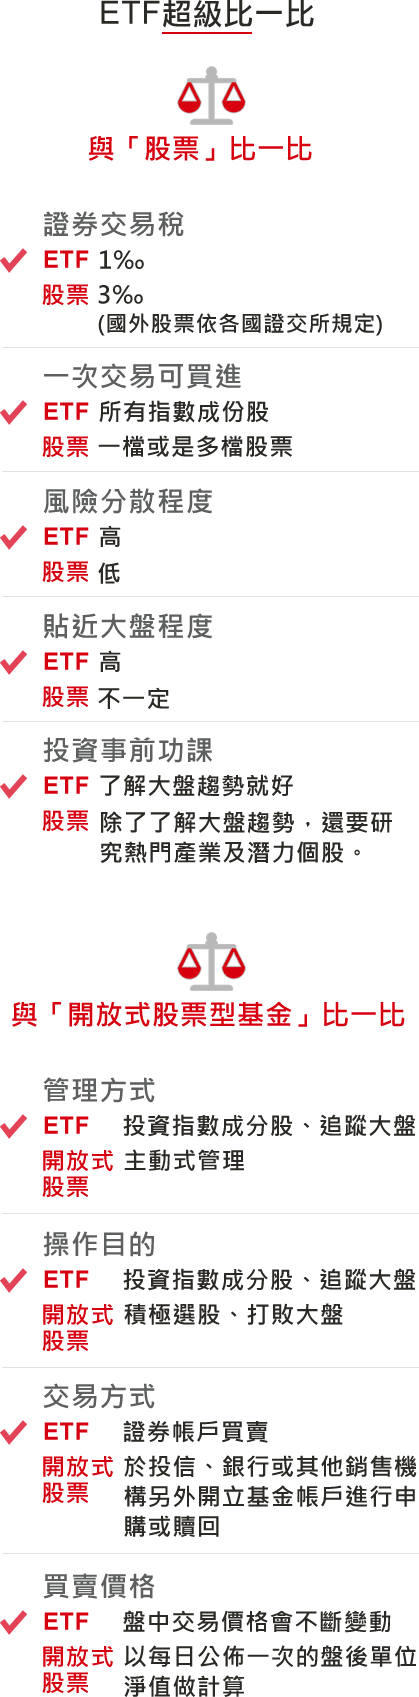 ETF超級比一比
與「股票」比一比
證券交易稅
ETF 1‰
股票 3‰
(國外股票依各國證交所規定)
一次交易可買進
ETF 所有指數成份股
股票 一檔或是多檔股票
風險分散程度
ETF 高
股票 低
貼近大盤程度
ETF 高
股票 不一定
投資事前功課
ETF 了解大盤趨勢就好
股票 除了了解大盤趨勢，還要研
究熱門產業及潛力個股。
與「開放式股票型基金」比一比
管理方式
ETF 投資指數成分股、追蹤大盤
開放式 主動式管理
股票
操作目的
ETF 投資指數成分股、追蹤大盤
開放式 積極選股、打敗大盤
股票
交易方式
ETF 證券帳戶買賣
開放式 於投信、銀行或其他銷售機
股票 構另外開立基金帳戶進行申
購或贖回
買賣價格
ETF 盤中交易價格會不斷變動
開放式 以每日公佈一次的盤後單位
股票 淨值做計算